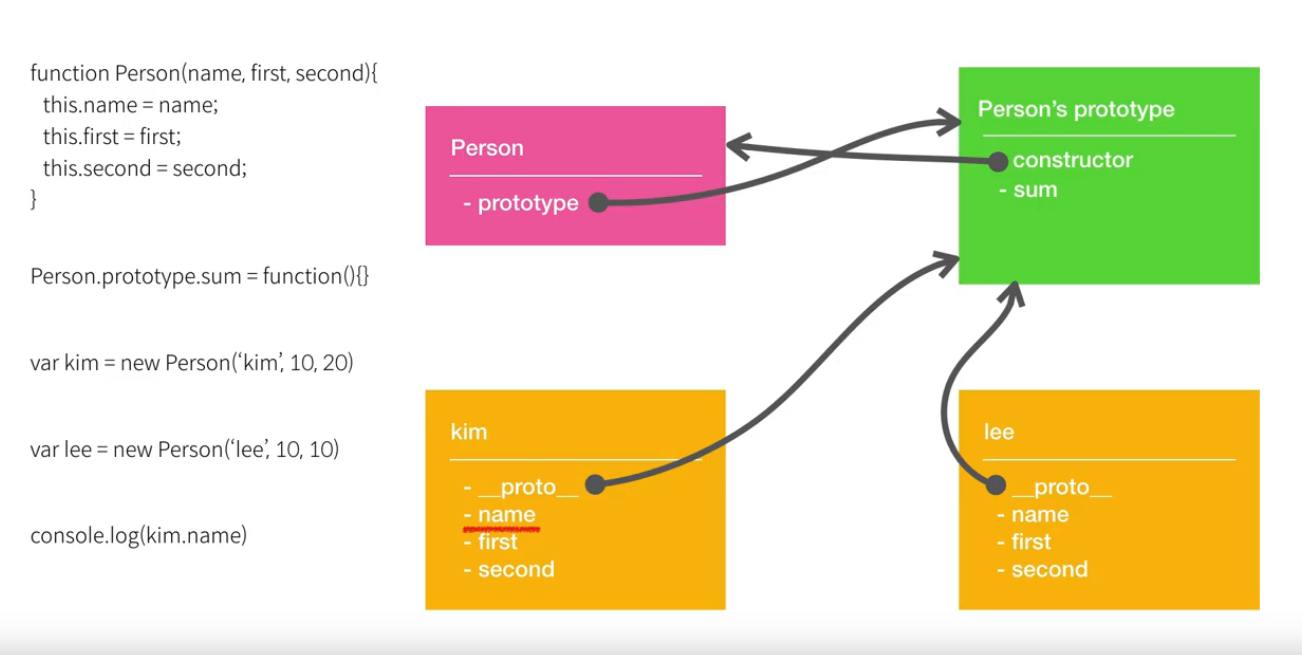 function Person(name, first, second){
this.name = name;
this.first = first;
this.second = second;
}
Person.prototype.sum = function(){}
var kim = new Person(‘kim’, 10, 20)
var lee = new Person(‘lee’, 10, 10)
console.log(kim.name)
Person
- prototype
Person’s prototype
constructor
- sum
kim
- __proto__
- name
- first
- second
lee
__proto__
- name
- first
- second